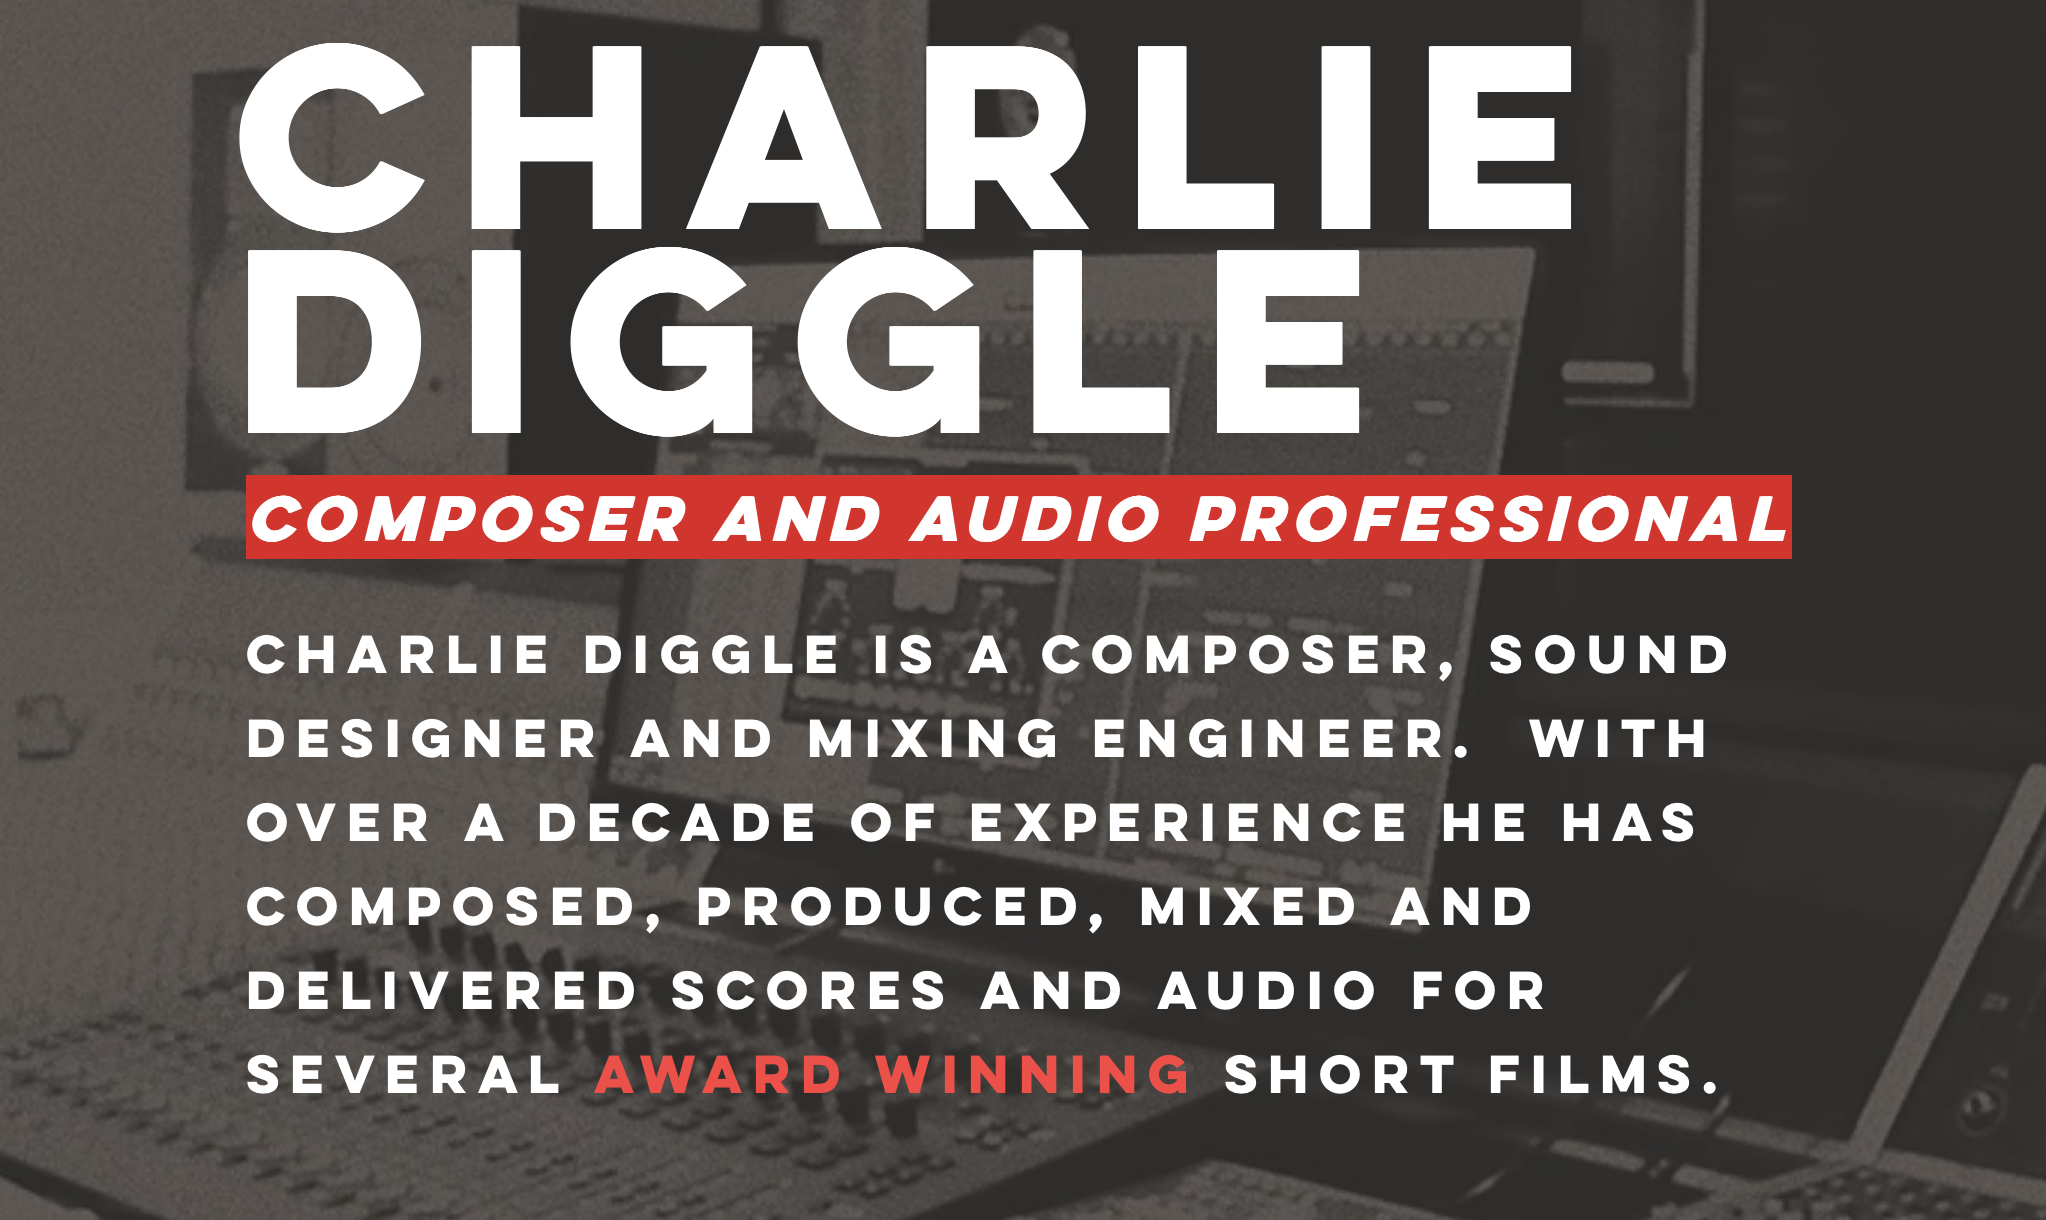 CHARLIE
DIGGLE
COMPOSER AND AUDIO PROFESSIONAL
CHARLIE DIGGLE IS A COMPOSER, SOUND
DESIGNER AND MIXING ENGINEER.  WITH
OVER A DECADE OF EXPERIENCE HE HAS
COMPOSED, PRODUCED, MIXED AND
DELIVERED SCORES AND AUDIO FOR
SEVERAL AWARD WINNING SHORT FILMS.